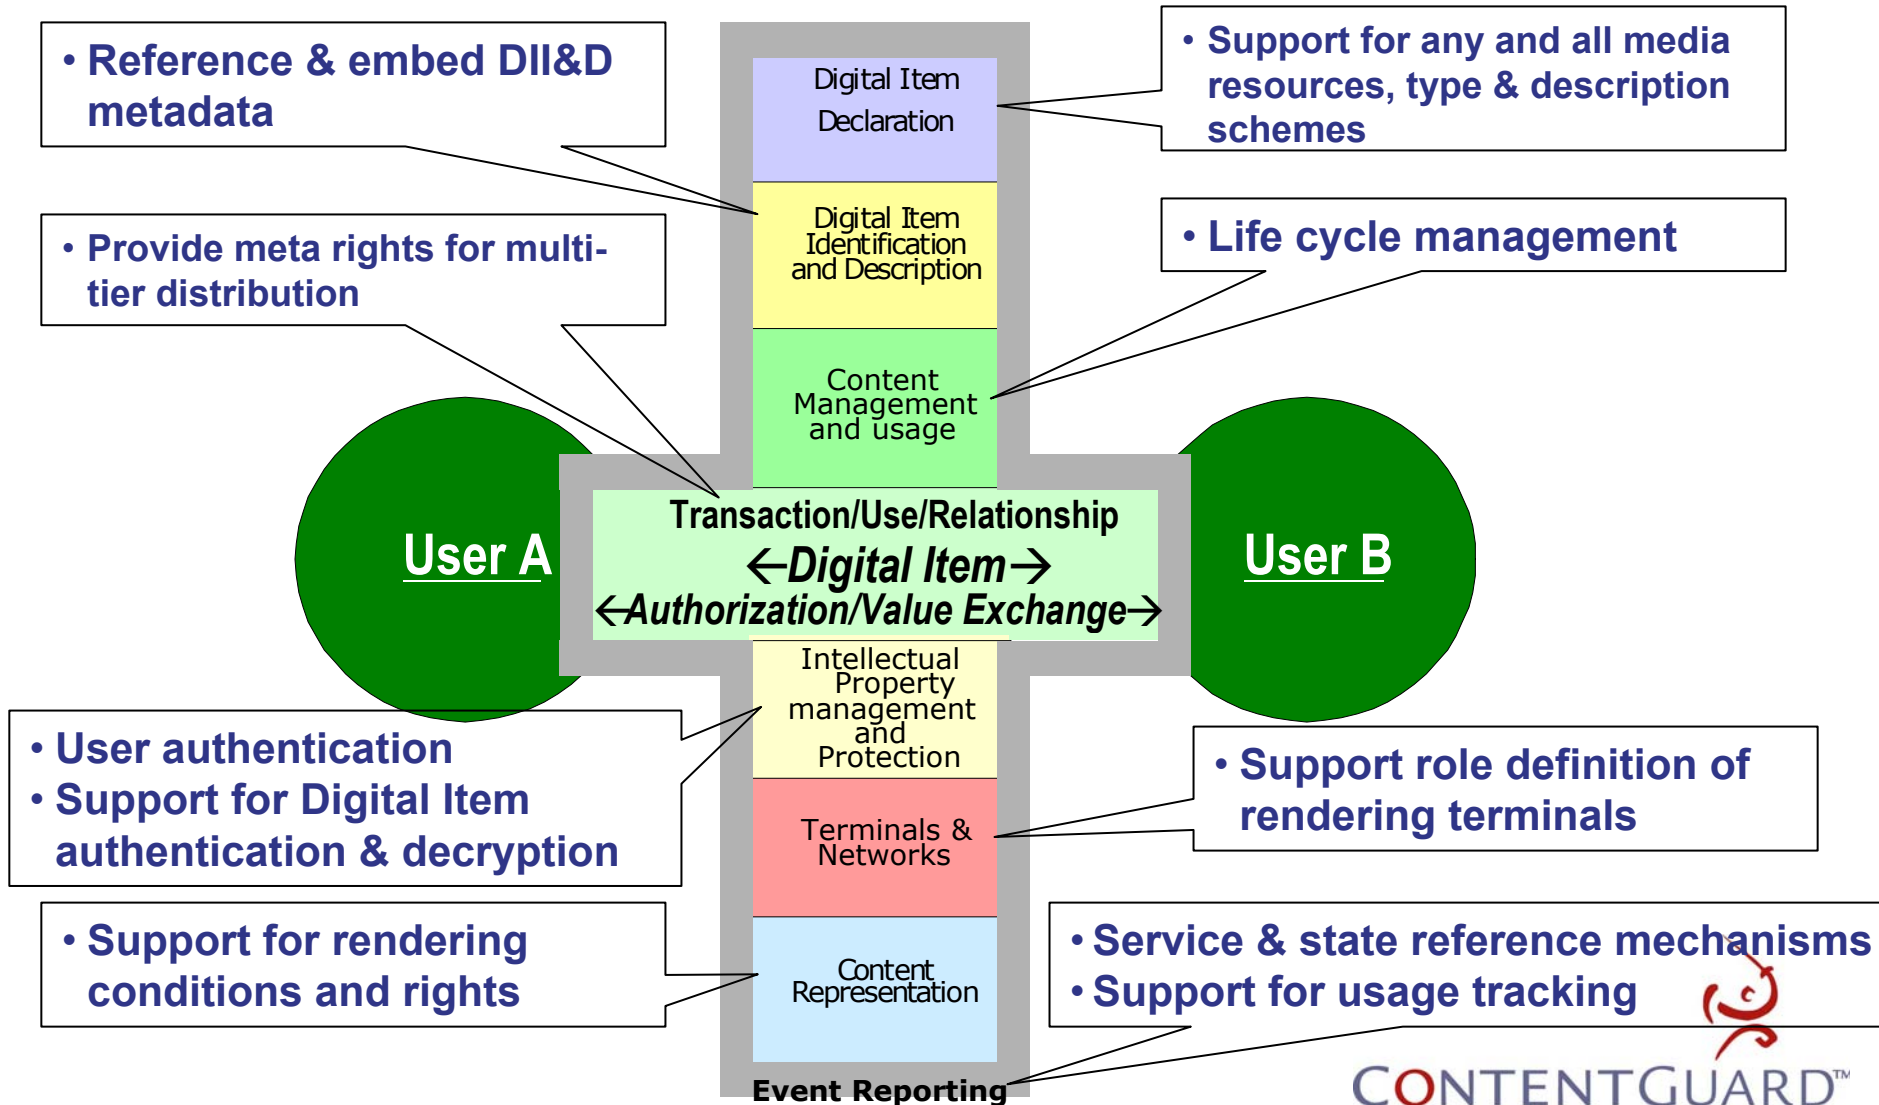 • Reference & embed DII&D
metadata
• Support for any and all media
resources, type & description
schemes
Digital Item
Declaration
• Provide meta rights for multi-
tier distribution
Digital Item
Identification
and Description
• Life cycle management
Content
Management
and usage
User A
Transaction/Use/Relationship
←Digital Item→
←Authorization/Value Exchange→
User B
Intellectual
Property
management
and
Protection
• User authentication
• Support for Digital Item
authentication & decryption
Terminals &
Networks
• Support role definition of
rendering terminals
• Support for rendering
conditions and rights
Content
Representation
• Service & state reference mechanisms
• Support for usage tracking
Event Reporting
CONTENTGUARD™